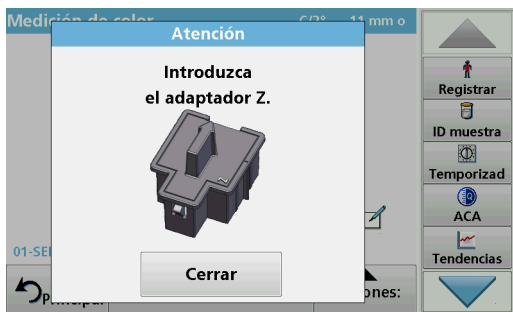 Medición de color
C/2° 11 mm o
Atención
Introduzca
el adaptador Z.
Z
Cerrar
01-SE
Registrar
ID muestra
Temporizad
ACA
Tendencias
ones: